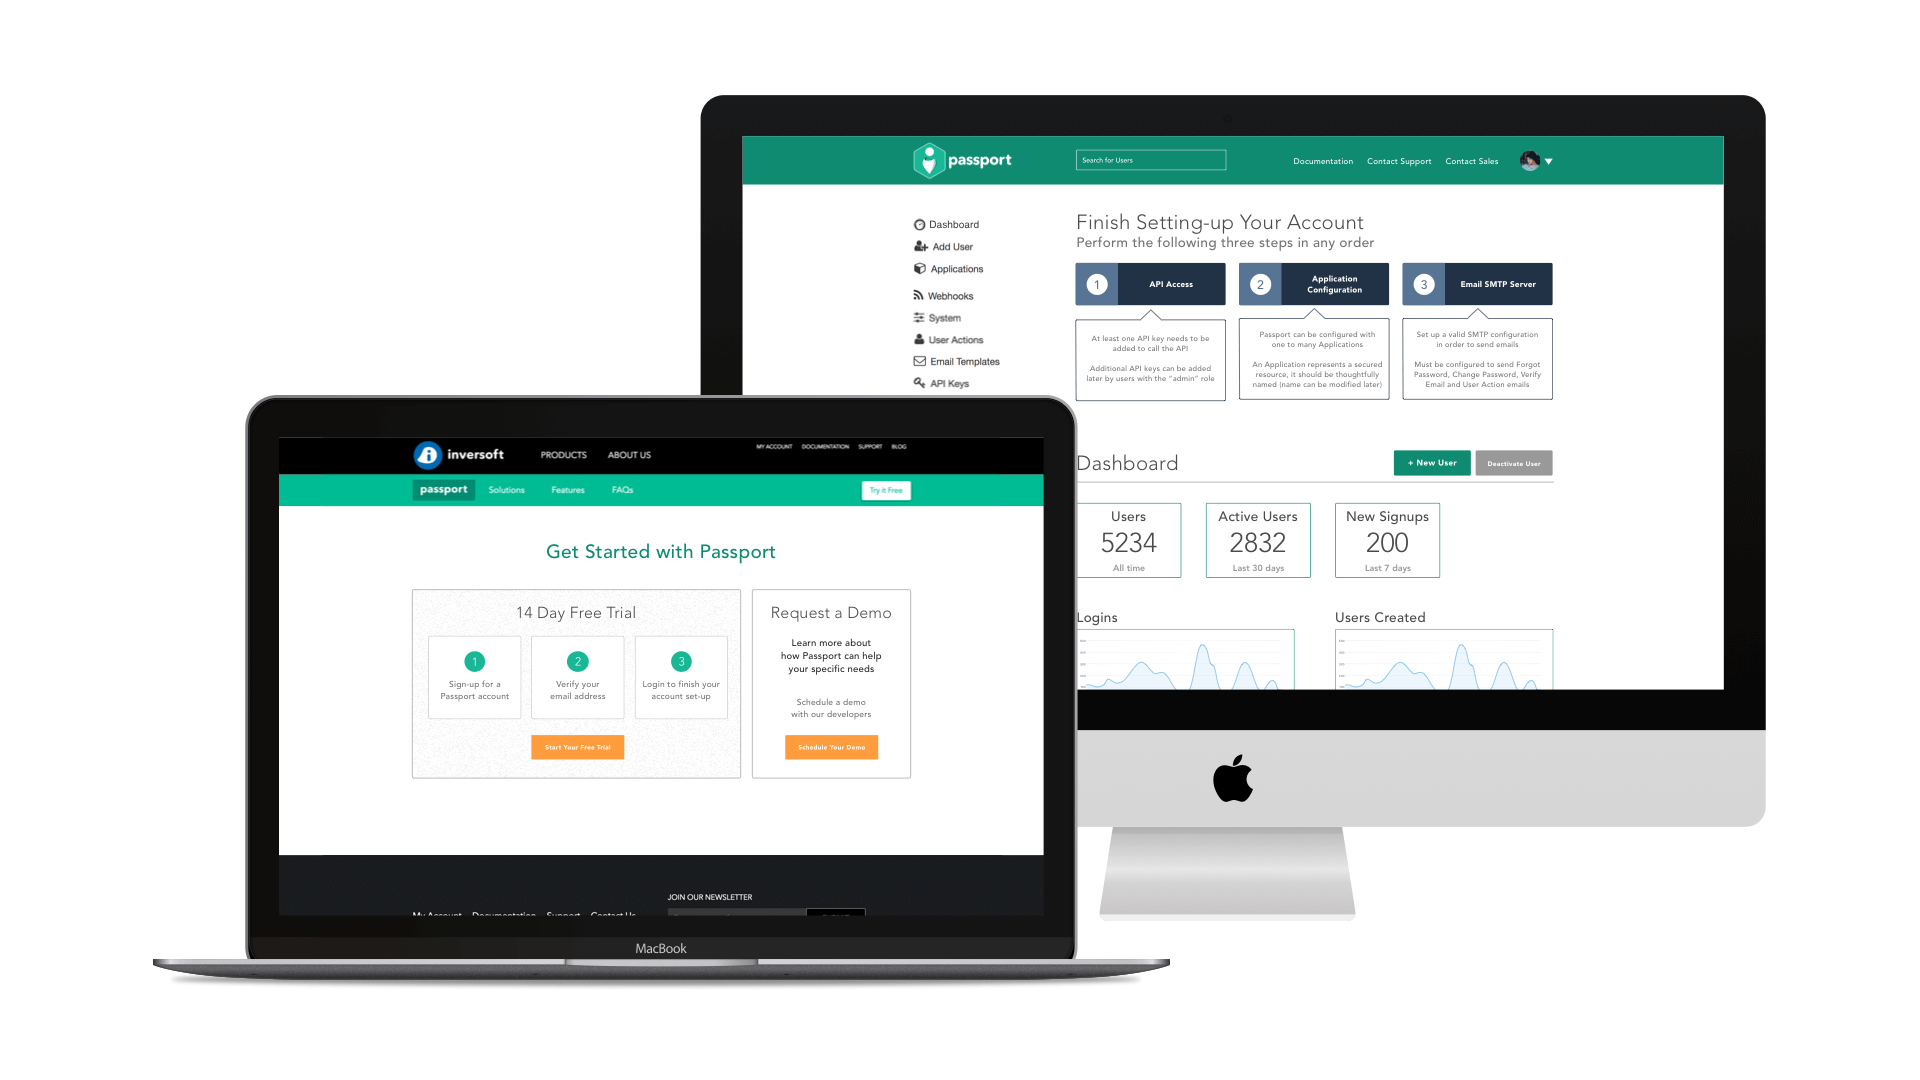 passport
Search for Users
Documentation
Contact Support
Contact Sales
Dashboard
Add User
Applications
Webhooks
System
User Actions
Email Templates
API Keys
Finish Setting-up Your Account
Perform the following three steps in any order
1
API Access
At least one API key needs to be
added to call the API
Additional API keys can be added
later by users with the "admin" role
2
Application
Configuration
Passport can be configured with
one to many Applications
An Application represents a secured
resource, it should be thoughtfully
named (name can be modified later)
3
Email SMTP Server
Set up a valid SMTP configuration
in order to send emails
Must be configured to send Forgot
Password, Change Password, Verify
Email and User Action emails
Dashboard
+ New User
Deactivate User
Users
5234
All time
Active Users
2832
Last 30 days
New Signups
200
Last 7 days
Logins
Users Created
inversoft
PRODUCTS
ABOUT US
MY ACCOUNT
DOCUMENTATION
SUPPORT
BLOG
passport
Solutions
Features
FAQs
Try it Free
Get Started with Passport
14 Day Free Trial
1
Sign-up for a
Passport account
2
Verify your
email address
3
Login to finish your
account set-up
Start Your Free Trial
Request a Demo
Learn more about
how Passport can help
your specific needs
Schedule a demo
with our developers
Schedule Your Demo
JOIN OUR NEWSLETTER
My Account
Documentation
Support
Contact Us
MacBook